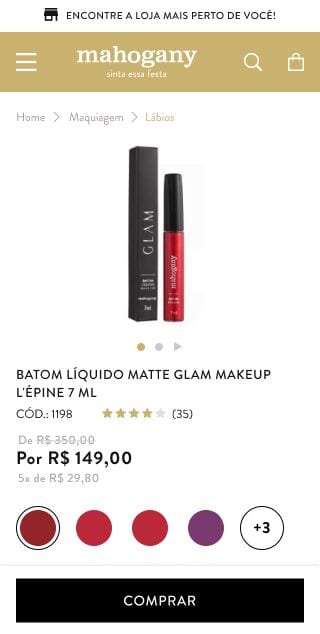 ENCONTRE A LOJA MAIS PERTO DE VOCÊ!
mahogany
sinta essa festa
Home > Maquiagem > Lábios
GLAM
mahogany
mahogany
7ml
BATOM LÍQUIDO MATTE GLAM MAKEUP
L'ÉPINE 7 ML
CÓD.: 1198 (35)
De R$ 350,00
Por R$ 149,00
5x de R$ 29,80
+3
COMPRAR